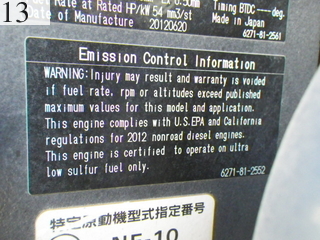 13
Rate at Rated HP/kW 54 mm3/st
Timing BTDC ---- deg.
Date of Manufacture 20120620
Made in Japan
6271-81-2561
Emission Control Information
WARNING: Injury may result and warranty is voided
if fuel rate, rpm or altitudes exceed published
maximum values for this model and application.
This engine complies with U.S.EPA and California
regulations for 2012 nonroad diesel engines.
This engine is certified to operate on ultra
low sulfur fuel only.
6271-81-2552
特定原動機型式指定番号